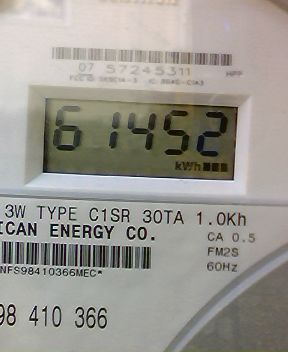 07 57245311
HPF
61452
kWh
3W TYPE C1SR 30TA 1.0Kh
ICAN ENERGY CO.
CA 0.5
FM2S
60Hz
NFS98410366MEC*
98 410 366